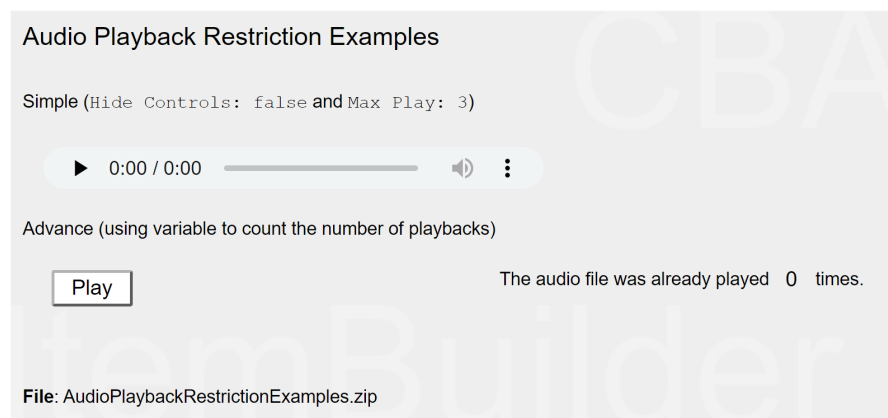 Audio Playback Restriction Examples
CBA
Simple (Hide Controls: false and Max Play: 3)
0:00 / 0:00
Advance (using variable to count the number of playbacks)
Play
The audio file was already played 0 times.
ItemBuilder
File: AudioPlaybackRestrictionExamples.zip